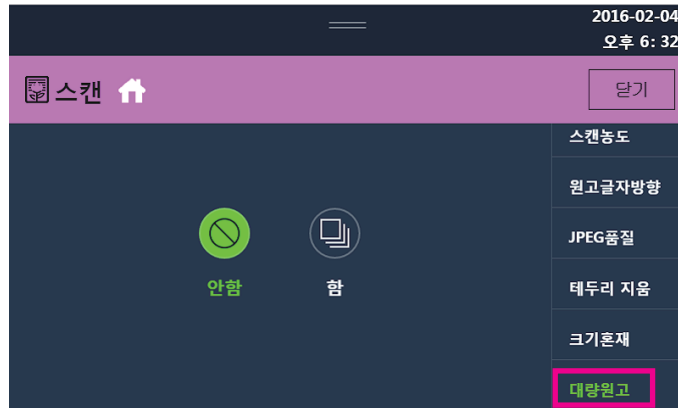 2016-02-04
오후 6: 32
스캔
닫기
스캔농도
원고글자방향
JPEG품질
테두리 지움
크기혼재
대량원고
안함
함